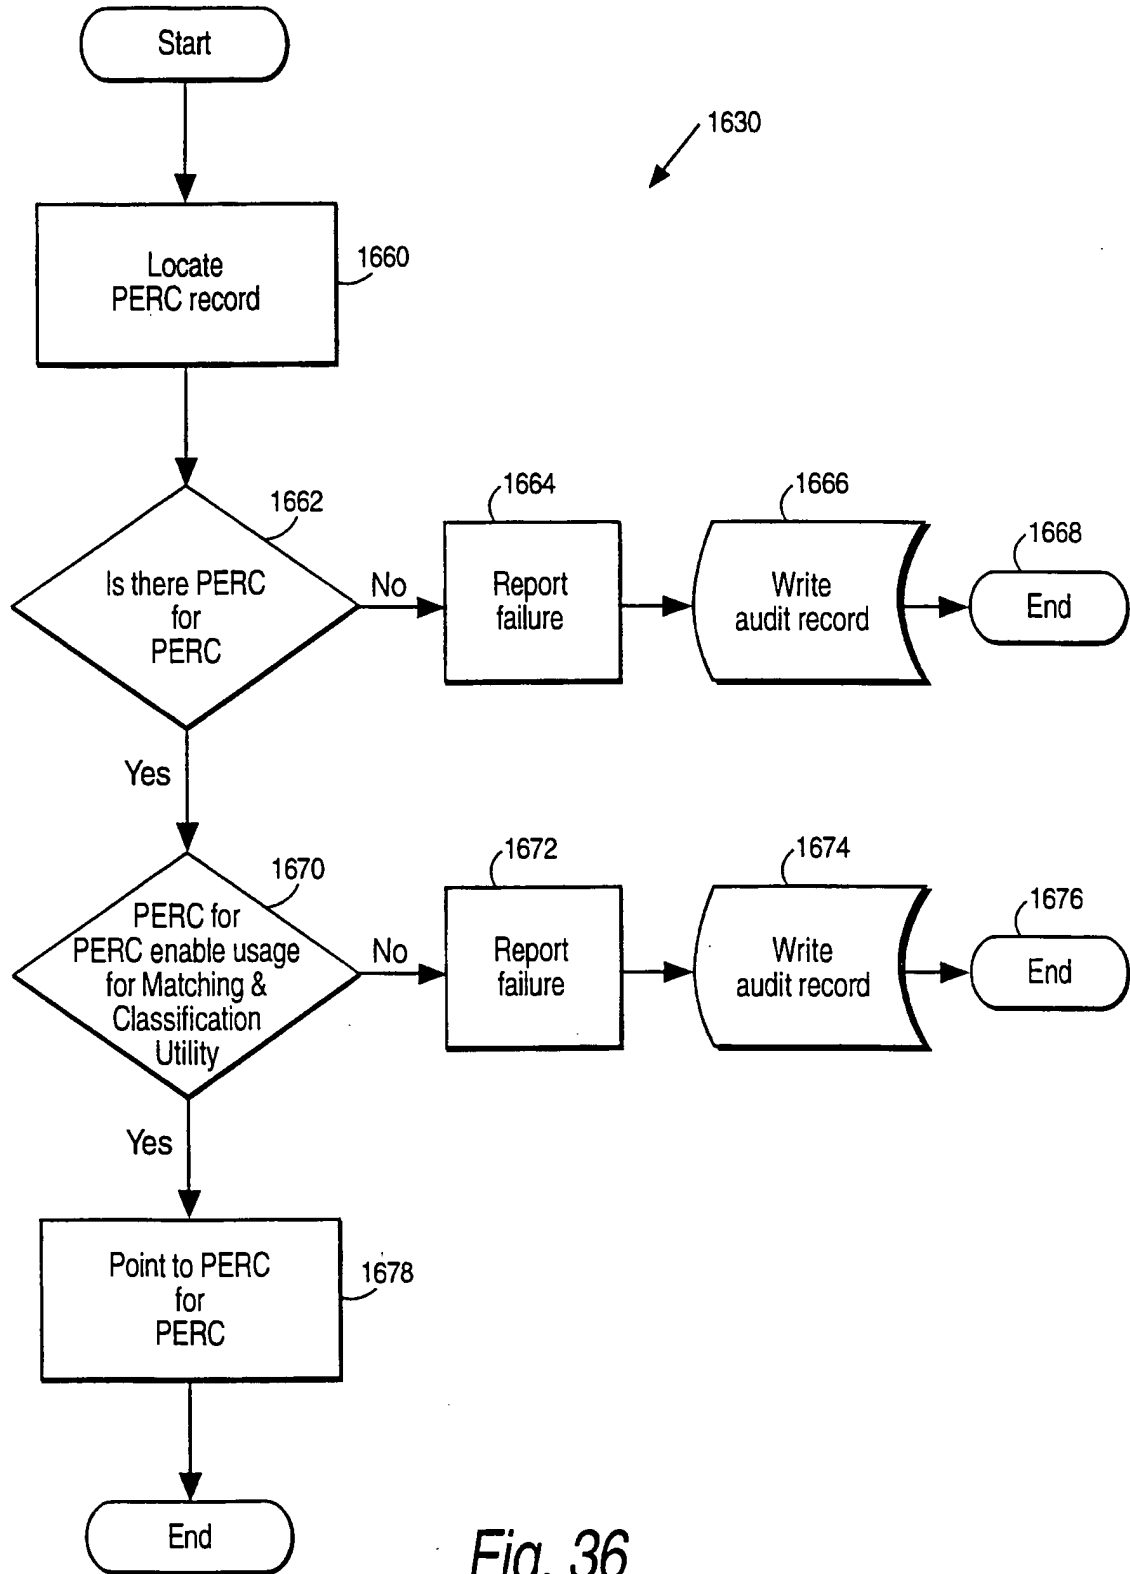 Start
1630
Locate
PERC record
1660
1662
Is there PERC
for
PERC
No
1664
Report
failure
1666
Write
audit record
1668
End
Yes
1670
PERC for
PERC enable usage
for Matching &
Classification
Utility
No
1672
Report
failure
1674
Write
audit record
1676
End
Yes
Point to PERC
for
PERC
1678
End
Fig. 36